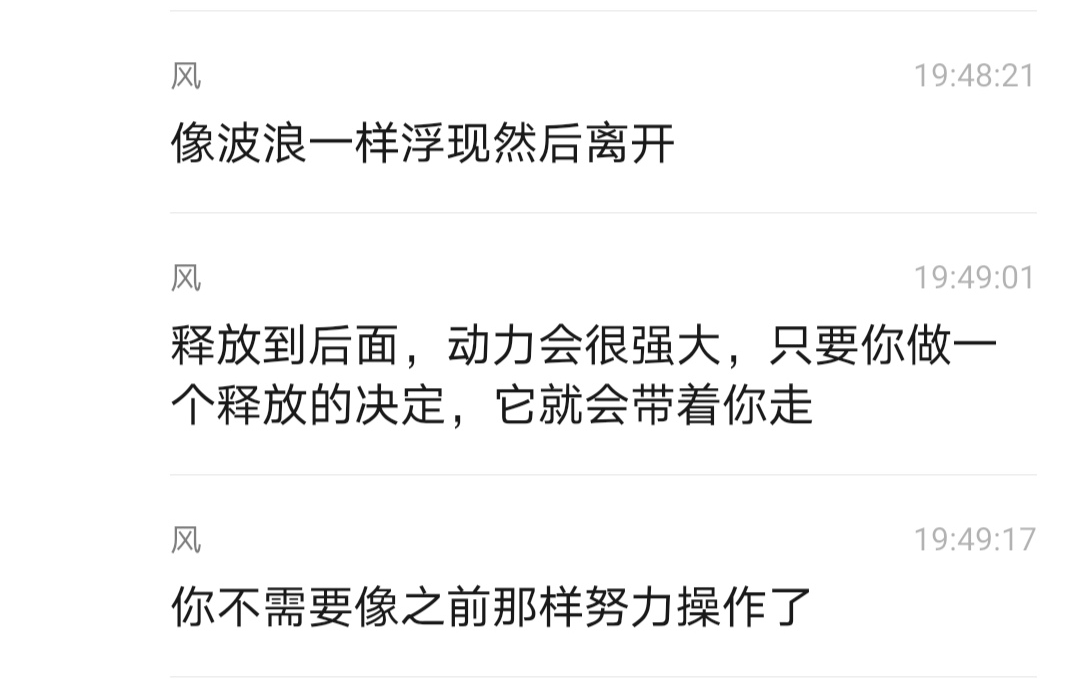 风
19:48:21
像波浪一样浮现然后离开
风
19:49:01
释放到后面，动力会很强大，只要你做一
个释放的决定，它就会带着你走
风
19:49:17
你不需要像之前那样努力操作了